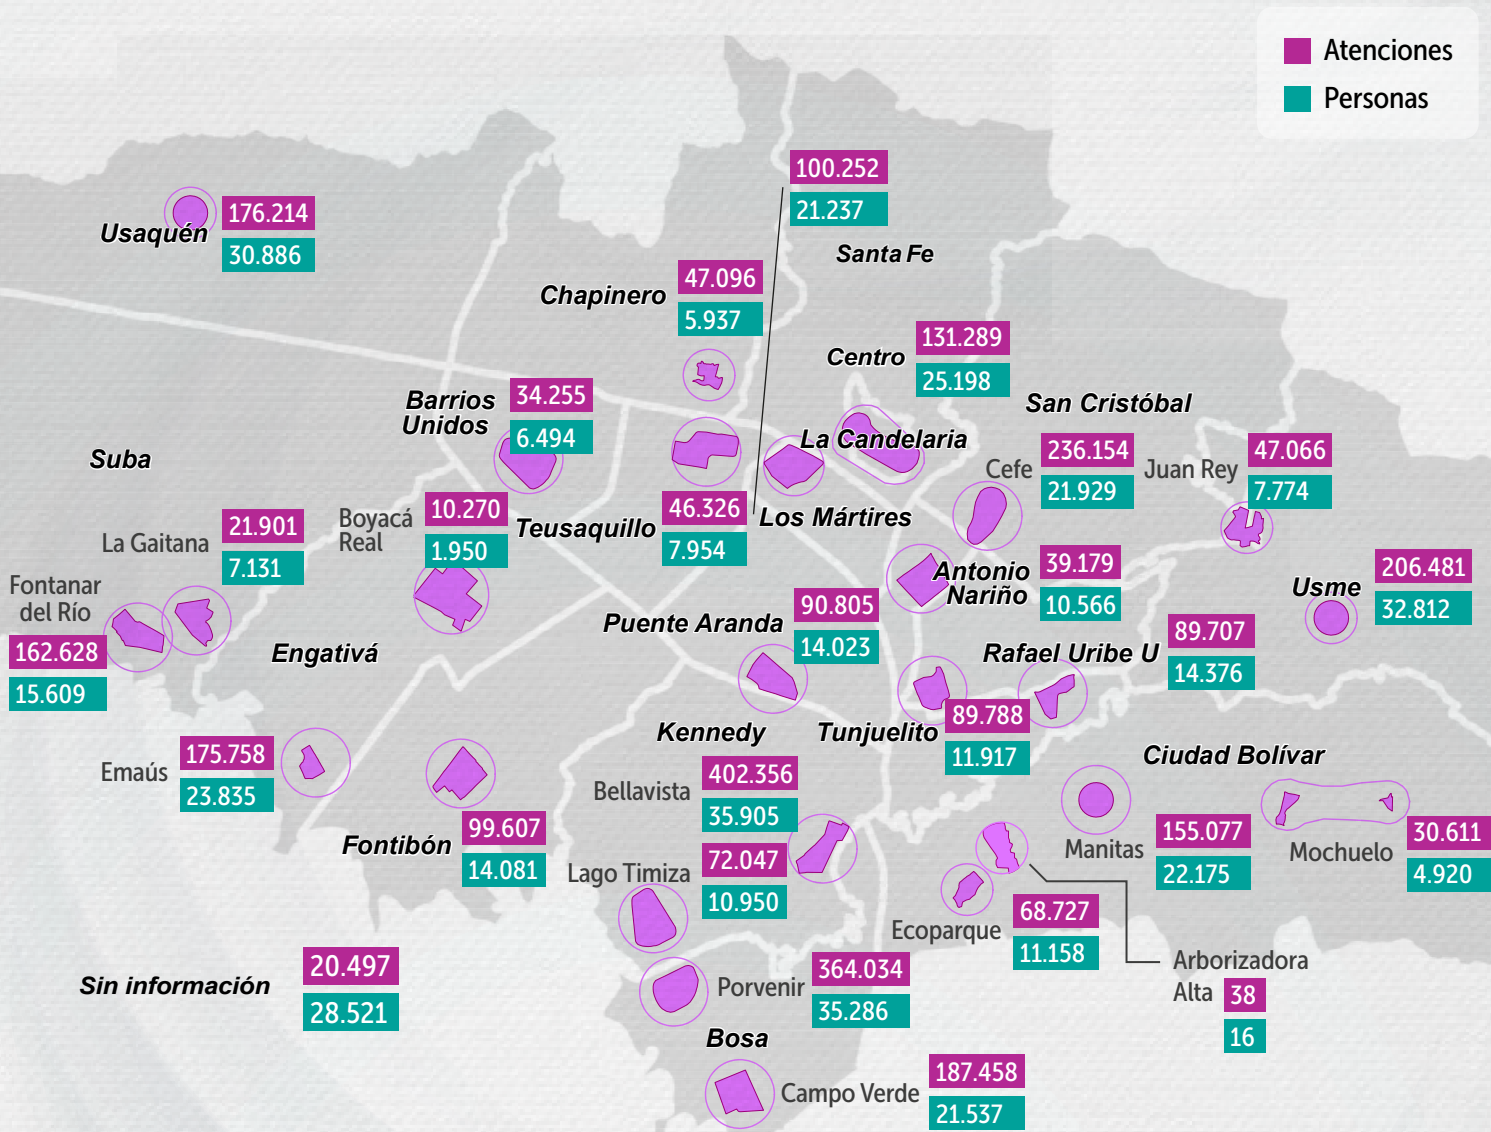 Atenciones
Personas
100.252
21.237
Santa Fe
Usaquén
176.214
30.886
Chapinero
47.096
5.937
Centro
131.289
25.198
Barrios
Unidos
34.255
6.494
San Cristóbal
La Candelaria
Cefe
236.154
21.929
Juan Rey
47.066
7.774
Suba
La Gaitana
21.901
7.131
Boyacá
Real
10.270
1.950
Teusaquillo
46.326
7.954
Los Mártires
Antonio
Nariño
39.179
10.566
Usme
206.481
32.812
Fontanar
del Río
162.628
15.609
Engativá
Puente Aranda
90.805
14.023
Rafael Uribe U
89.707
14.376
Kennedy
Tunjuelito
89.788
11.917
Emaús
175.758
23.835
Bellavista
402.356
35.905
Ciudad Bolívar
Fontibón
99.607
14.081
Lago Timiza
72.047
10.950
Manitas
155.077
22.175
Mochuelo
30.611
4.920
Ecoparque
68.727
11.158
Arborizadora
Alta
38
16
Sin información
20.497
28.521
Porvenir
364.034
35.286
Bosa
Campo Verde
187.458
21.537